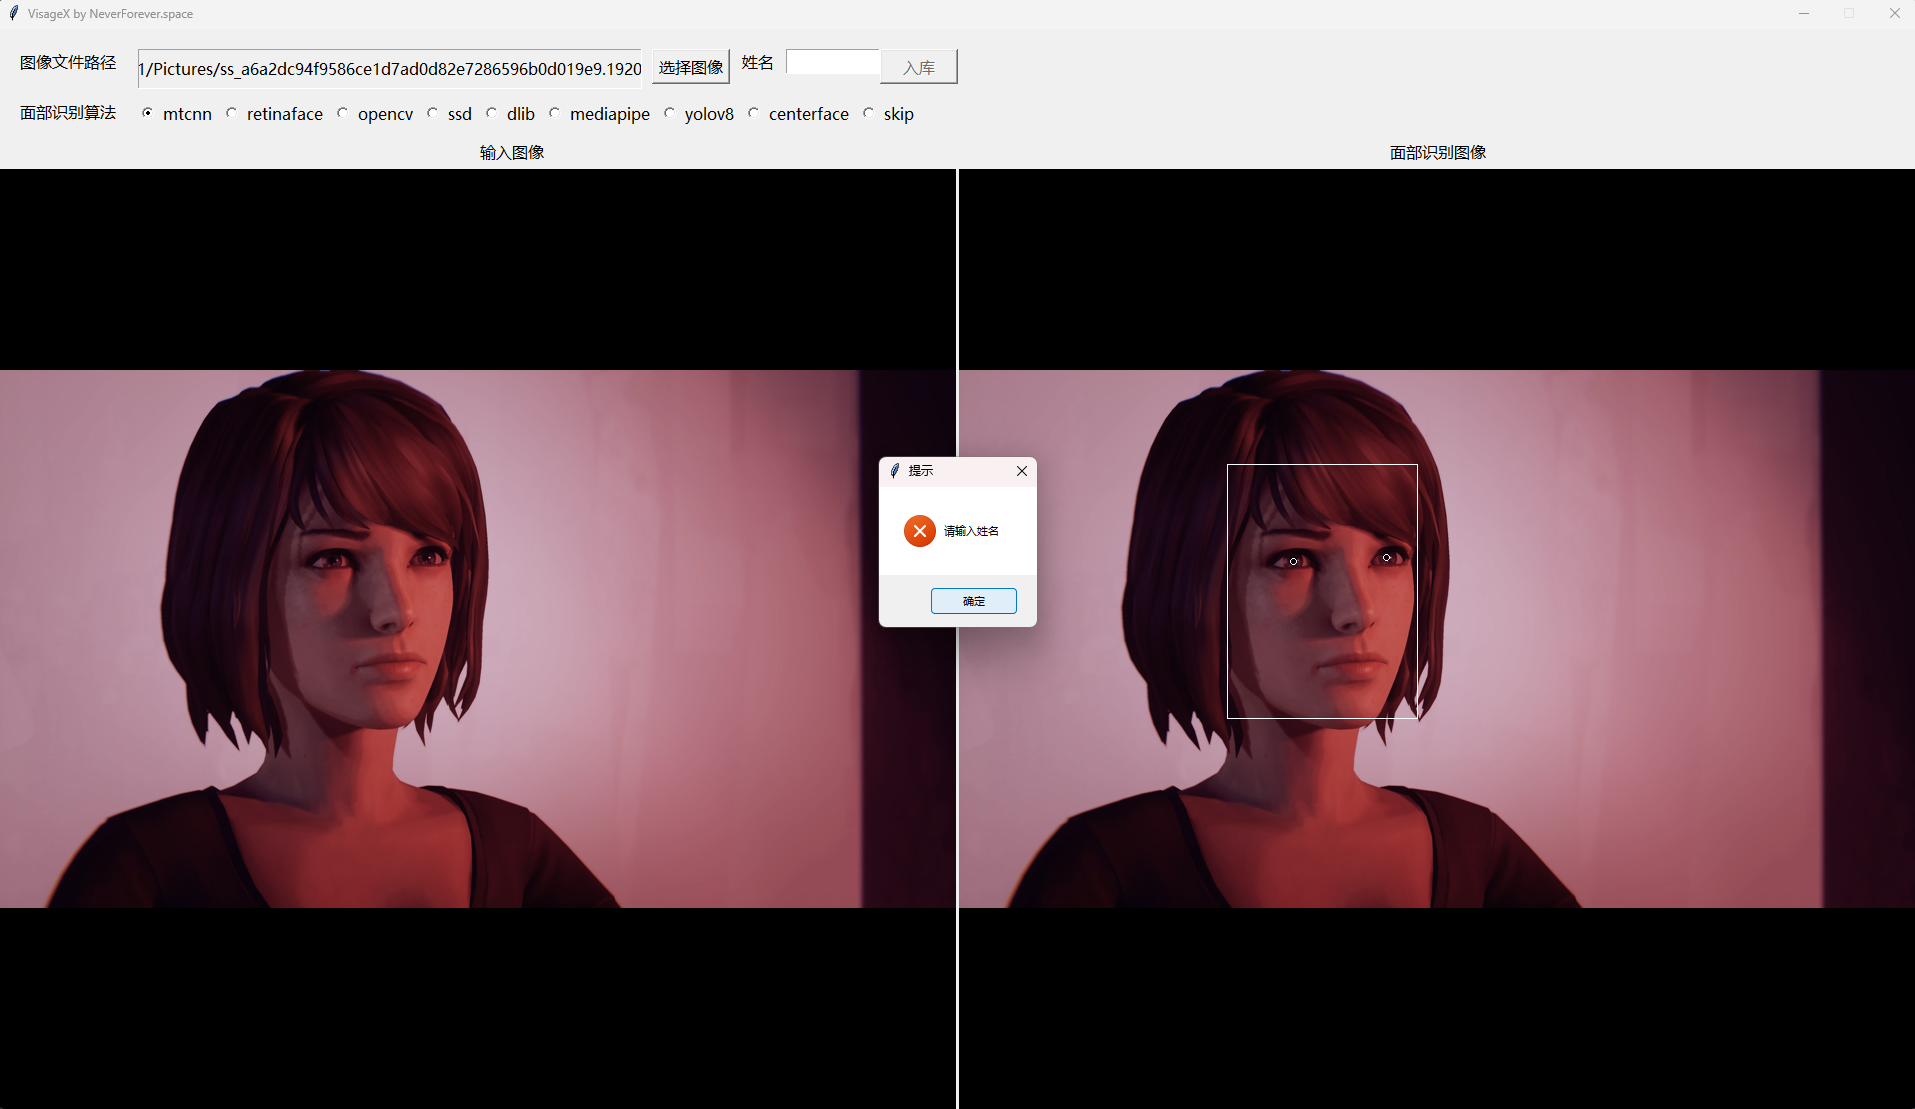 VisageX by NeverForever.space
图像文件路径 1/Pictures/ss_a6a2dc94f9586ce1d7ad0d82e7286596b0d019e9.1920 选择图像 姓名 入库
面部识别算法 mtcnn retinaface opencv ssd dlib mediapipe yolov8 centerface skip
输入图像 面部识别图像
提示
请输入姓名
确定